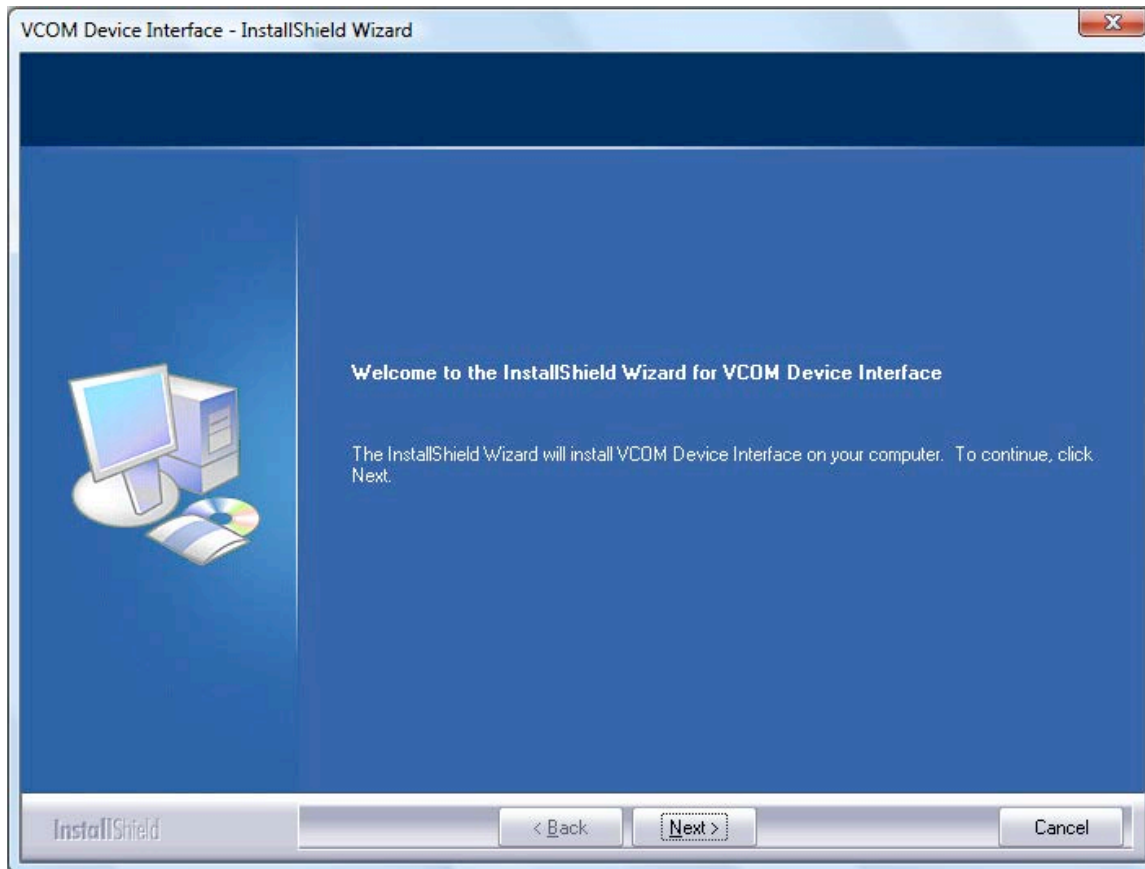 VCOM Device Interface - InstallShield Wizard
Welcome to the InstallShield Wizard for VCOM Device Interface
The InstallShield Wizard will install VCOM Device Interface on your computer. To continue, click
Next.
InstallShield
< Back
Next >
Cancel